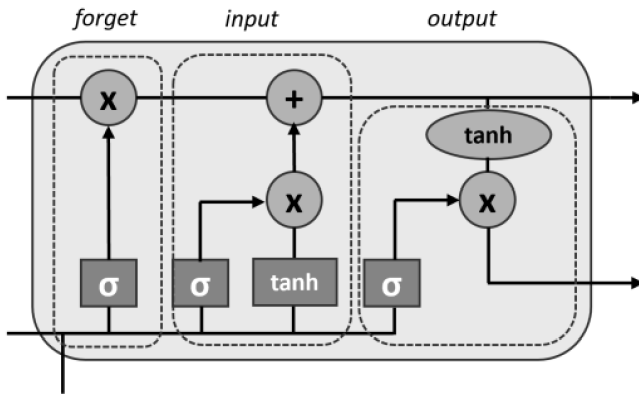 forget input output
x + tanh
x x
σ σ tanh σ